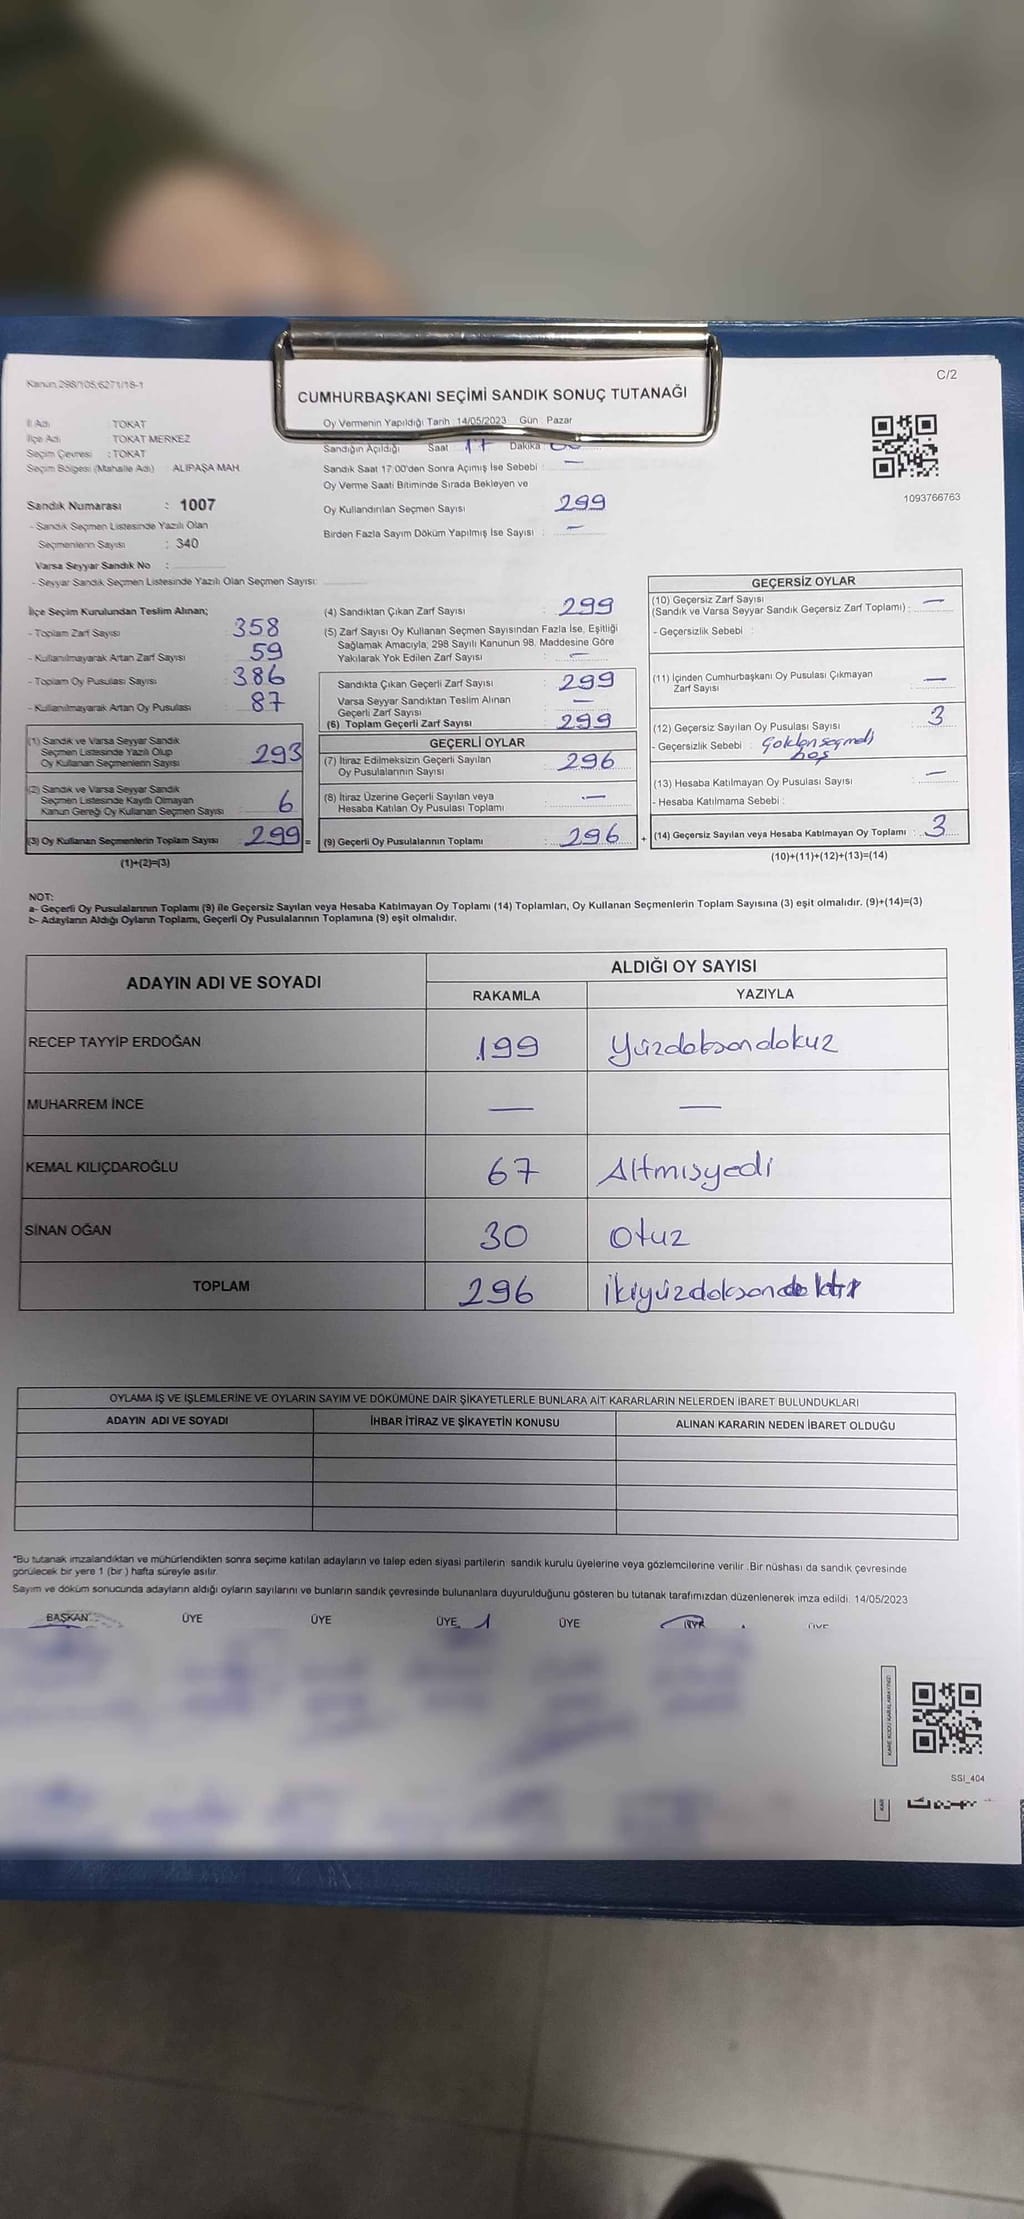 Kanun,298/105,6271/18-1
C/2
CUMHURBAŞKANI SEÇİMİ SANDIK SONUÇ TUTANAĞI
İl Adı TOKAT
İlçe Adı TOKAT MERKEZ
Seçim Çevresi : TOKAT
Seçim Bölgesi (Mahalle Adı) ALİPAŞA MAH.
Sandık Numarası : 1007
- Sandık Seçmen Listesinde Yazılı Olan
Seçmenlerin Sayısı : 340
Varsa Seyyar Sandık No :
- Seyyar Sandık Seçmen Listesinde Yazılı Olan Seçmen Sayısı:
Oy Vermenin Yapıldığı Tarih : 14/05/2023 Gün : Pazar
Sandığın Açıldığı Saat 17 Dakika
Sandık Saat 17:00'den Sonra Açımış İse Sebebi : —
Oy Verme Saati Bitiminde Sırada Bekleyen ve
Oy Kullandırılan Seçmen Sayısı 299
Birden Fazla Sayım Döküm Yapılmış İse Sayısı : —
1093766763
İlçe Seçim Kurulundan Teslim Alınan;
- Toplam Zarf Sayısı 358
- Kullanılmayarak Artan Zarf Sayısı 59
- Toplam Oy Pusulası Sayısı 386
- Kullanılmayarak Artan Oy Pusulası 87
(1) Sandık ve Varsa Seyyar Sandık
Seçmen Listesinde Yazılı Olup
Oy Kullanan Seçmenlerin Sayısı 293
(2) Sandık ve Varsa Seyyar Sandık
Seçmen Listesinde Kayıtlı Olmayan
Kanun Gereği Oy Kullanan Seçmen Sayısı 6
(3) Oy Kullanan Seçmenlerin Toplam Sayısı 299 =
(1)+(2)=(3)
(4) Sandıktan Çıkan Zarf Sayısı : 299
(5) Zarf Sayısı Oy Kullanan Seçmen Sayısından Fazla İse, Eşitliği
Sağlamak Amacıyla, 298 Sayılı Kanunun 98. Maddesine Göre
Yakılarak Yok Edilen Zarf Sayısı : —
Sandıkta Çıkan Geçerli Zarf Sayısı : 299
Varsa Seyyar Sandıktan Teslim Alınan
Geçerli Zarf Sayısı : —
(6) Toplam Geçerli Zarf Sayısı : 299
GEÇERLİ OYLAR
(7) İtiraz Edilmeksizin Geçerli Sayılan
Oy Pusulalarının Sayısı : 296
(8) İtiraz Üzerine Geçerli Sayılan veya
Hesaba Katılan Oy Pusulası Toplamı : —
(9) Geçerli Oy Pusulalarının Toplamı : 296 +
GEÇERSİZ OYLAR
(10) Geçersiz Zarf Sayısı
(Sandık ve Varsa Seyyar Sandık Geçersiz Zarf Toplamı) : —
- Geçersizlik Sebebi :
(11) İçinden Cumhurbaşkanı Oy Pusulası Çıkmayan
Zarf Sayısı : —
(12) Geçersiz Sayılan Oy Pusulası Sayısı : 3
- Geçersizlik Sebebi :
boş
(13) Hesaba Katılmayan Oy Pusulası Sayısı : —
- Hesaba Katılmama Sebebi :
(14) Geçersiz Sayılan veya Hesaba Katılmayan Oy Toplamı : 3
(10)+(11)+(12)+(13)=(14)
NOT:
a- Geçerli Oy Pusulalarının Toplamı (9) ile Geçersiz Sayılan veya Hesaba Katılmayan Oy Toplamı (14) Toplamları, Oy Kullanan Seçmenlerin Toplam Sayısına (3) eşit olmalıdır. (9)+(14)=(3)
b- Adayların Aldığı Oyların Toplamı, Geçerli Oy Pusulalarının Toplamına (9) eşit olmalıdır.
ADAYIN ADI VE SOYADI ALDIĞI OY SAYISI
RAKAMLA YAZIYLA
RECEP TAYYİP ERDOĞAN 199 Yüzdoksandokuz
MUHARREM İNCE — —
KEMAL KILIÇDAROĞLU 67 Altmışyedi
SİNAN OĞAN 30 Otuz
TOPLAM 296
OYLAMA İŞ VE İŞLEMLERİNE VE OYLARIN SAYIM VE DÖKÜMÜNE DAİR ŞİKAYETLERLE BUNLARA AİT KARARLARIN NELERDEN İBARET BULUNDUKLARI
ADAYIN ADI VE SOYADI İHBAR İTİRAZ VE ŞİKAYETİN KONUSU ALINAN KARARIN NEDEN İBARET OLDUĞU
*Bu tutanak imzalandıktan ve mühürlendikten sonra seçime katılan adayların ve talep eden siyasi partilerin sandık kurulu üyelerine veya gözlemcilerine verilir. Bir nüshası da sandık çevresinde
görülecek bir yere 1 (bir) hafta süreyle asılır.
Sayım ve döküm sonucunda adayların aldığı oyların sayılarını ve bunların sandık çevresinde bulunanlara duyurulduğunu gösteren bu tutanak tarafımızdan düzenlenerek imza edildi. 14/05/2023
BAŞKAN ÜYE ÜYE ÜYE ÜYE
SSI_404